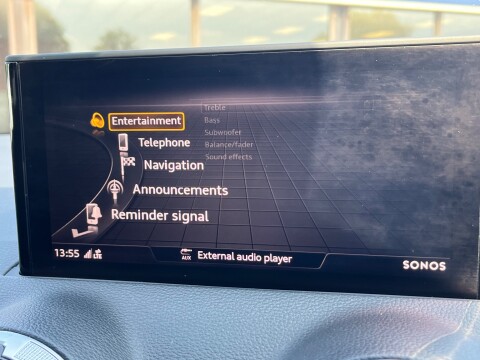 Entertainment
Telephone
Navigation
Announcements
Reminder signal
Treble
Bass
Subwoofer
Balance/fader
Sound effects
13:55 LTE
AUX External audio player
SONOS